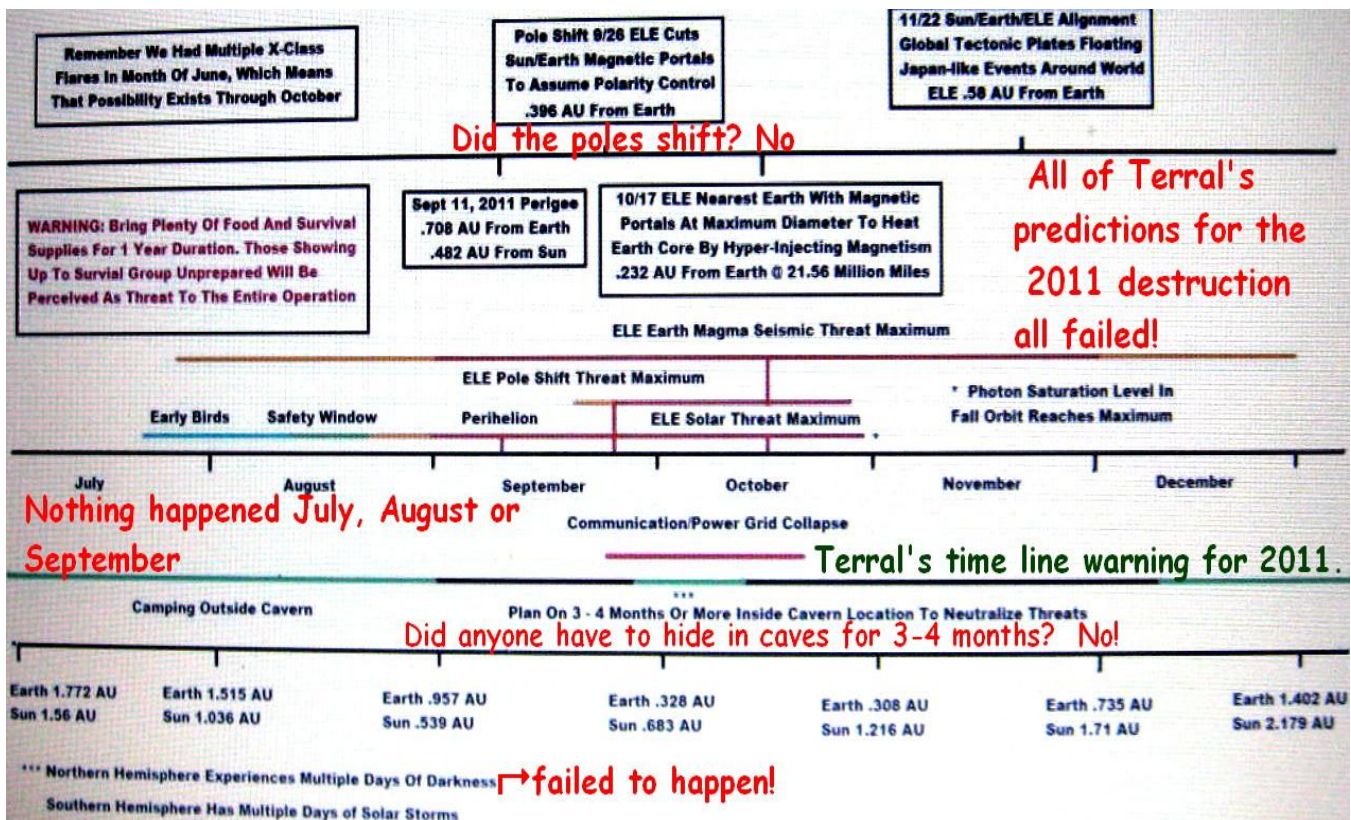 Remember We Had Multiple X-Class
Flares In Month Of June, Which Means
That Possibility Exists Through October
Pole Shift 9/26 ELE Cuts
Sun/Earth Magnetic Portals
To Assume Polarity Control
.396 AU From Earth
11/22 Sun/Earth/ELE Alignment
Global Tectonic Plates Floating
Japan-like Events Around World
ELE .58 AU From Earth
Did the poles shift? No
WARNING: Bring Plenty Of Food And Survival
Supplies For 1 Year Duration. Those Showing
Up To Survial Group Unprepared Will Be
Perceived As Threat To The Entire Operation
Sept 11, 2011 Perigee
.708 AU From Earth
.482 AU From Sun
10/17 ELE Nearest Earth With Magnetic
Portals At Maximum Diameter To Heat
Earth Core By Hyper-Injecting Magnetism
.232 AU From Earth @ 21.56 Million Miles
All of Terral's
predictions for the
2011 destruction
all failed!
ELE Earth Magma Seismic Threat Maximum
ELE Pole Shift Threat Maximum
* Photon Saturation Level In
Fall Orbit Reaches Maximum
Early Birds
Safety Window
Perihelion
ELE Solar Threat Maximum
*
July
August
September
October
November
December
Nothing happened July, August or
September
Communication/Power Grid Collapse
Terral's time line warning for 2011.
***
Camping Outside Cavern
Plan On 3 - 4 Months Or More Inside Cavern Location To Neutralize Threats
Did anyone have to hide in caves for 3-4 months? No!
Earth 1.772 AU
Sun 1.56 AU
Earth 1.515 AU
Sun 1.036 AU
Earth .957 AU
Sun .539 AU
Earth .328 AU
Sun .683 AU
Earth .308 AU
Sun 1.216 AU
Earth .735 AU
Sun 1.71 AU
Earth 1.402 AU
Sun 2.179 AU
*** Northern Hemisphere Experiences Multiple Days Of Darkness
failed to happen!
Southern Hemisphere Has Multiple Days of Solar Storms